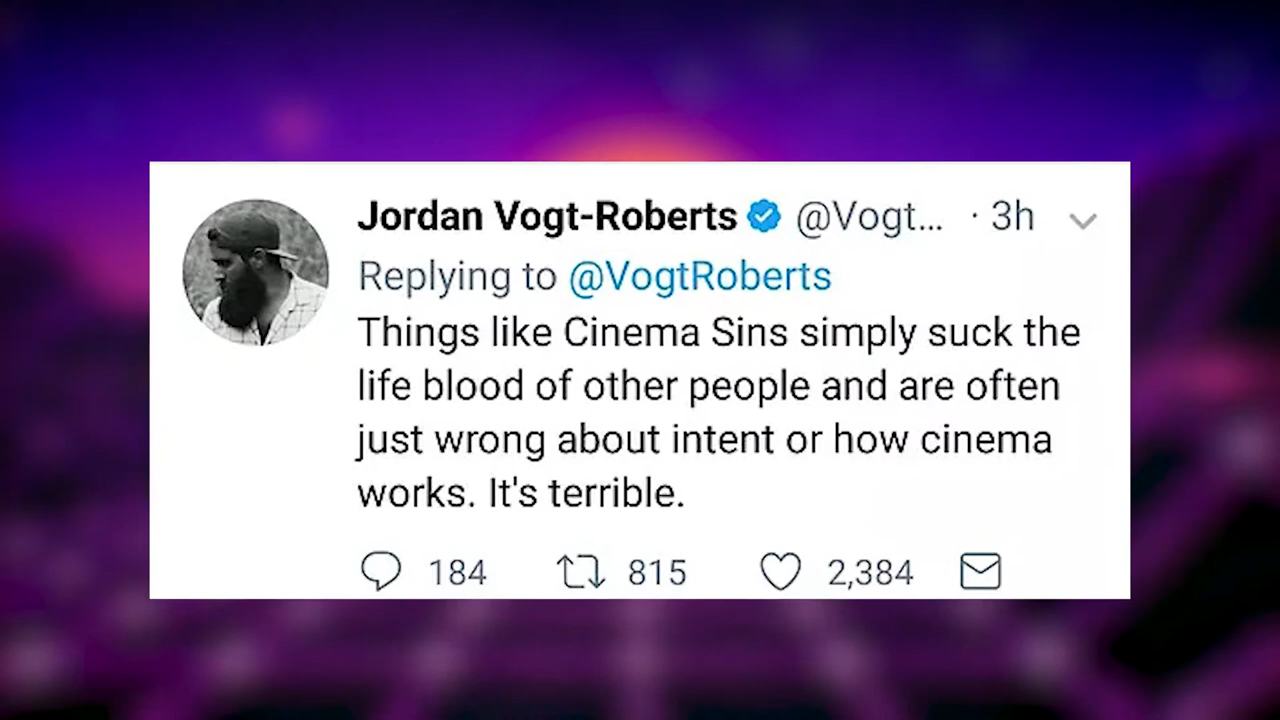 Jordan Vogt-Roberts @Vogt... · 3h
Replying to @VogtRoberts
Things like Cinema Sins simply suck the
life blood of other people and are often
just wrong about intent or how cinema
works. It's terrible.
184 815 2,384